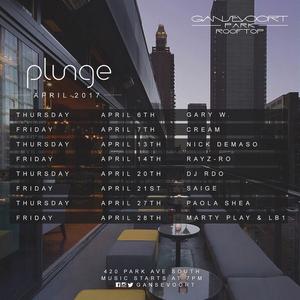 GANSEVOORT
PARK
ROOFTOP
plunge
APRIL 2017
THURSDAY APRIL 6TH GARY W.
FRIDAY APRIL 7TH CREAM
THURSDAY APRIL 13TH NICK DEMASO
FRIDAY APRIL 14TH RAYZ-RO
THURSDAY APRIL 20TH DJ RDO
FRIDAY APRIL 21ST SAIGE
THURSDAY APRIL 27TH PAOLA SHEA
FRIDAY APRIL 28TH MARTY PLAY & LB1
420 PARK AVE SOUTH
MUSIC STARTS AT 7PM
@GANSEVOORT